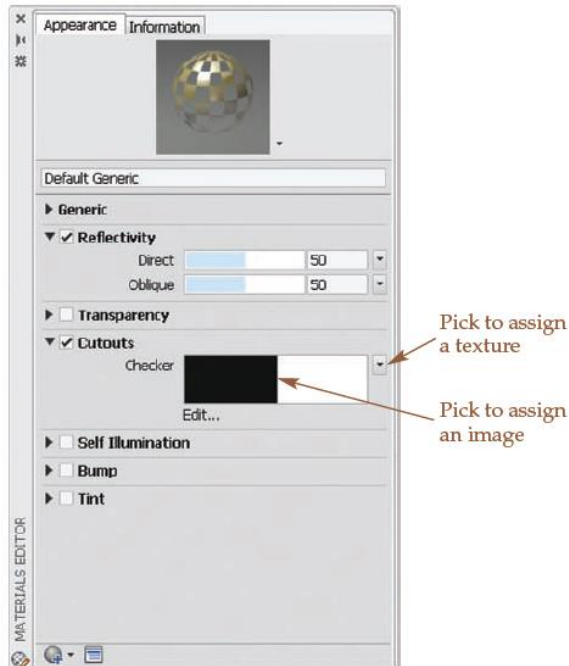 Appearance
Information
Default Generic
Generic
Reflectivity
Direct 50
Oblique 50
Transparency
Cutouts
Checker
Edit...
Self Illumination
Bump
Tint
MATERIALS EDITOR
Pick to assign
a texture
Pick to assign
an image